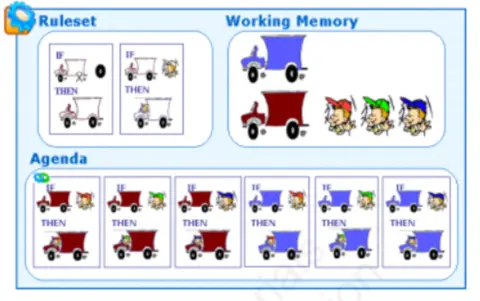 Ruleset
Working Memory
IF
IF
THEN
THEN
Agenda
IF
IF
IF
IF
IF
IF
THEN
THEN
THEN
THEN
THEN
THEN